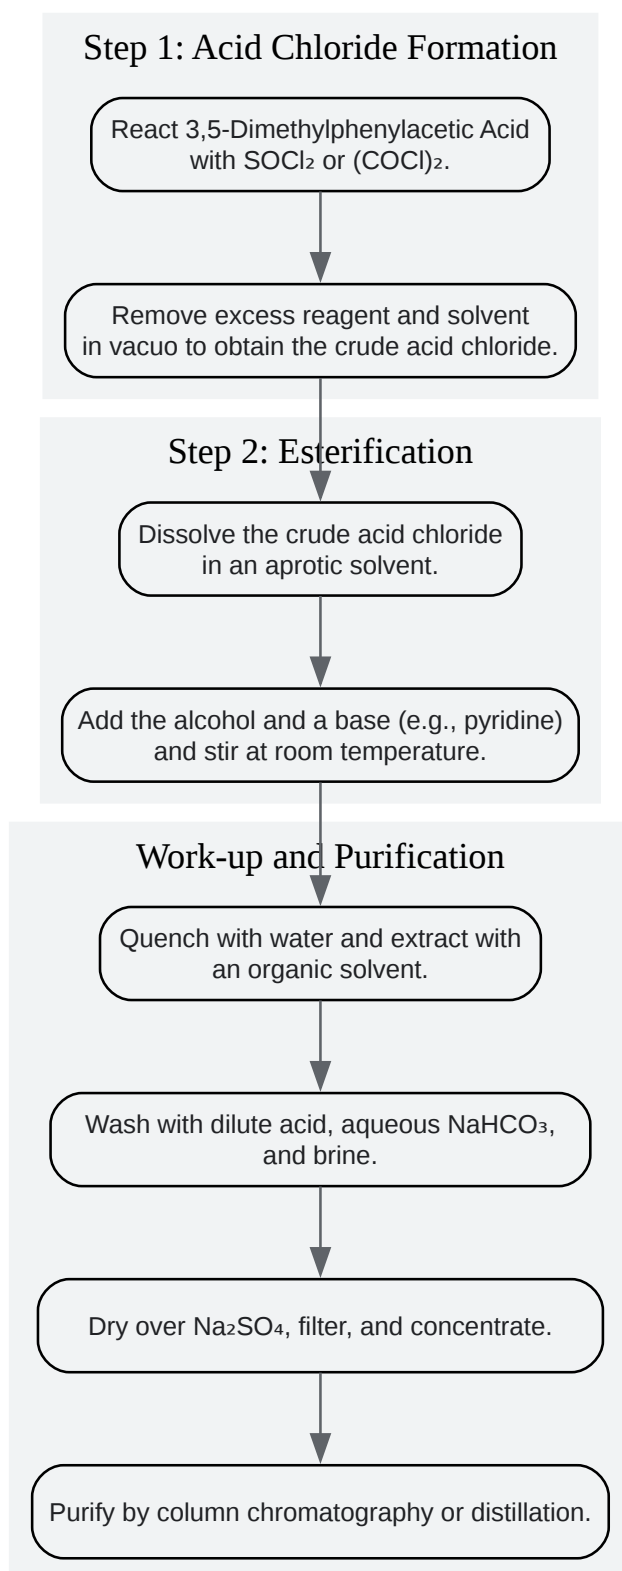 Step 1: Acid Chloride Formation
React 3,5-Dimethylphenylacetic Acid
with SOCl₂ or (COCl)₂.
Remove excess reagent and solvent
in vacuo to obtain the crude acid chloride.
Step 2: Esterification
Dissolve the crude acid chloride
in an aprotic solvent.
Add the alcohol and a base (e.g., pyridine)
and stir at room temperature.
Work-up and Purification
Quench with water and extract with
an organic solvent.
Wash with dilute acid, aqueous NaHCO₃,
and brine.
Dry over Na₂SO₄, filter, and concentrate.
Purify by column chromatography or distillation.